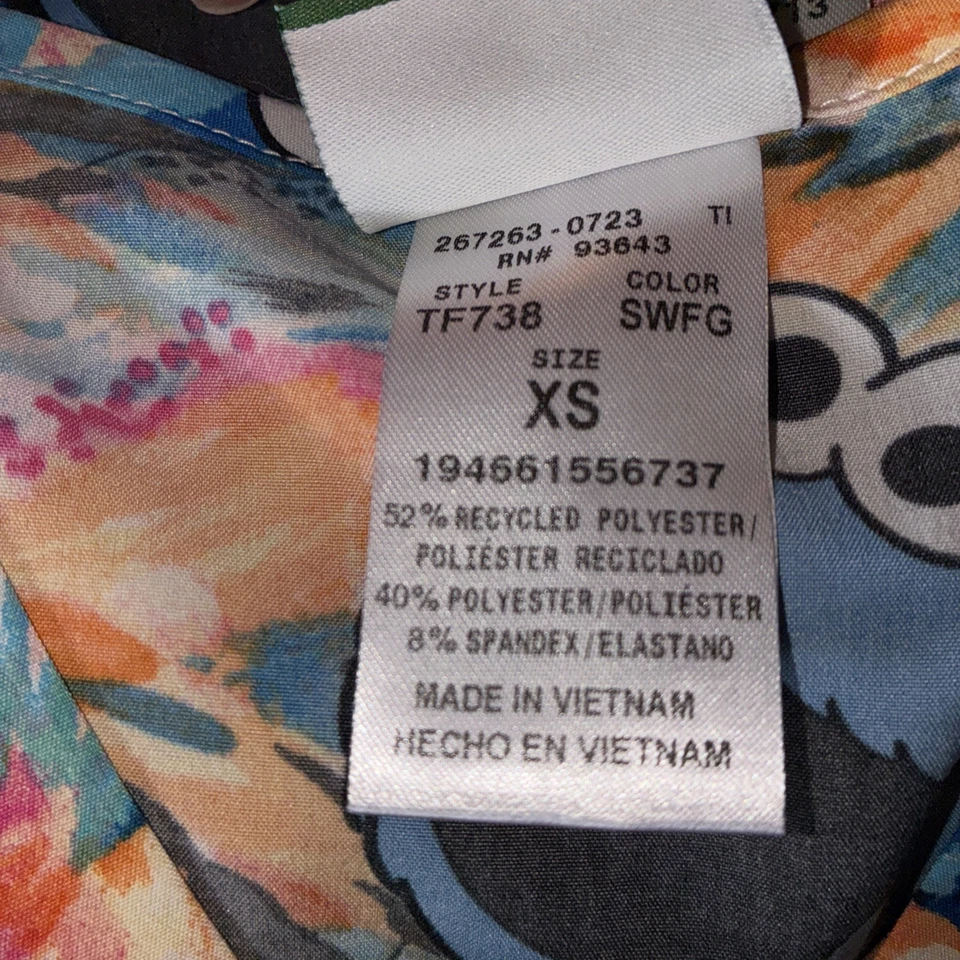 267263-0723 TI
RN# 93643
STYLE COLOR
TF738 SWFG
SIZE
XS
194661556737
52% RECYCLED POLYESTER/
POLIÉSTER RECICLADO
40% POLYESTER/POLIÉSTER
8% SPANDEX/ELASTANO
MADE IN VIETNAM
HECHO EN VIETNAM